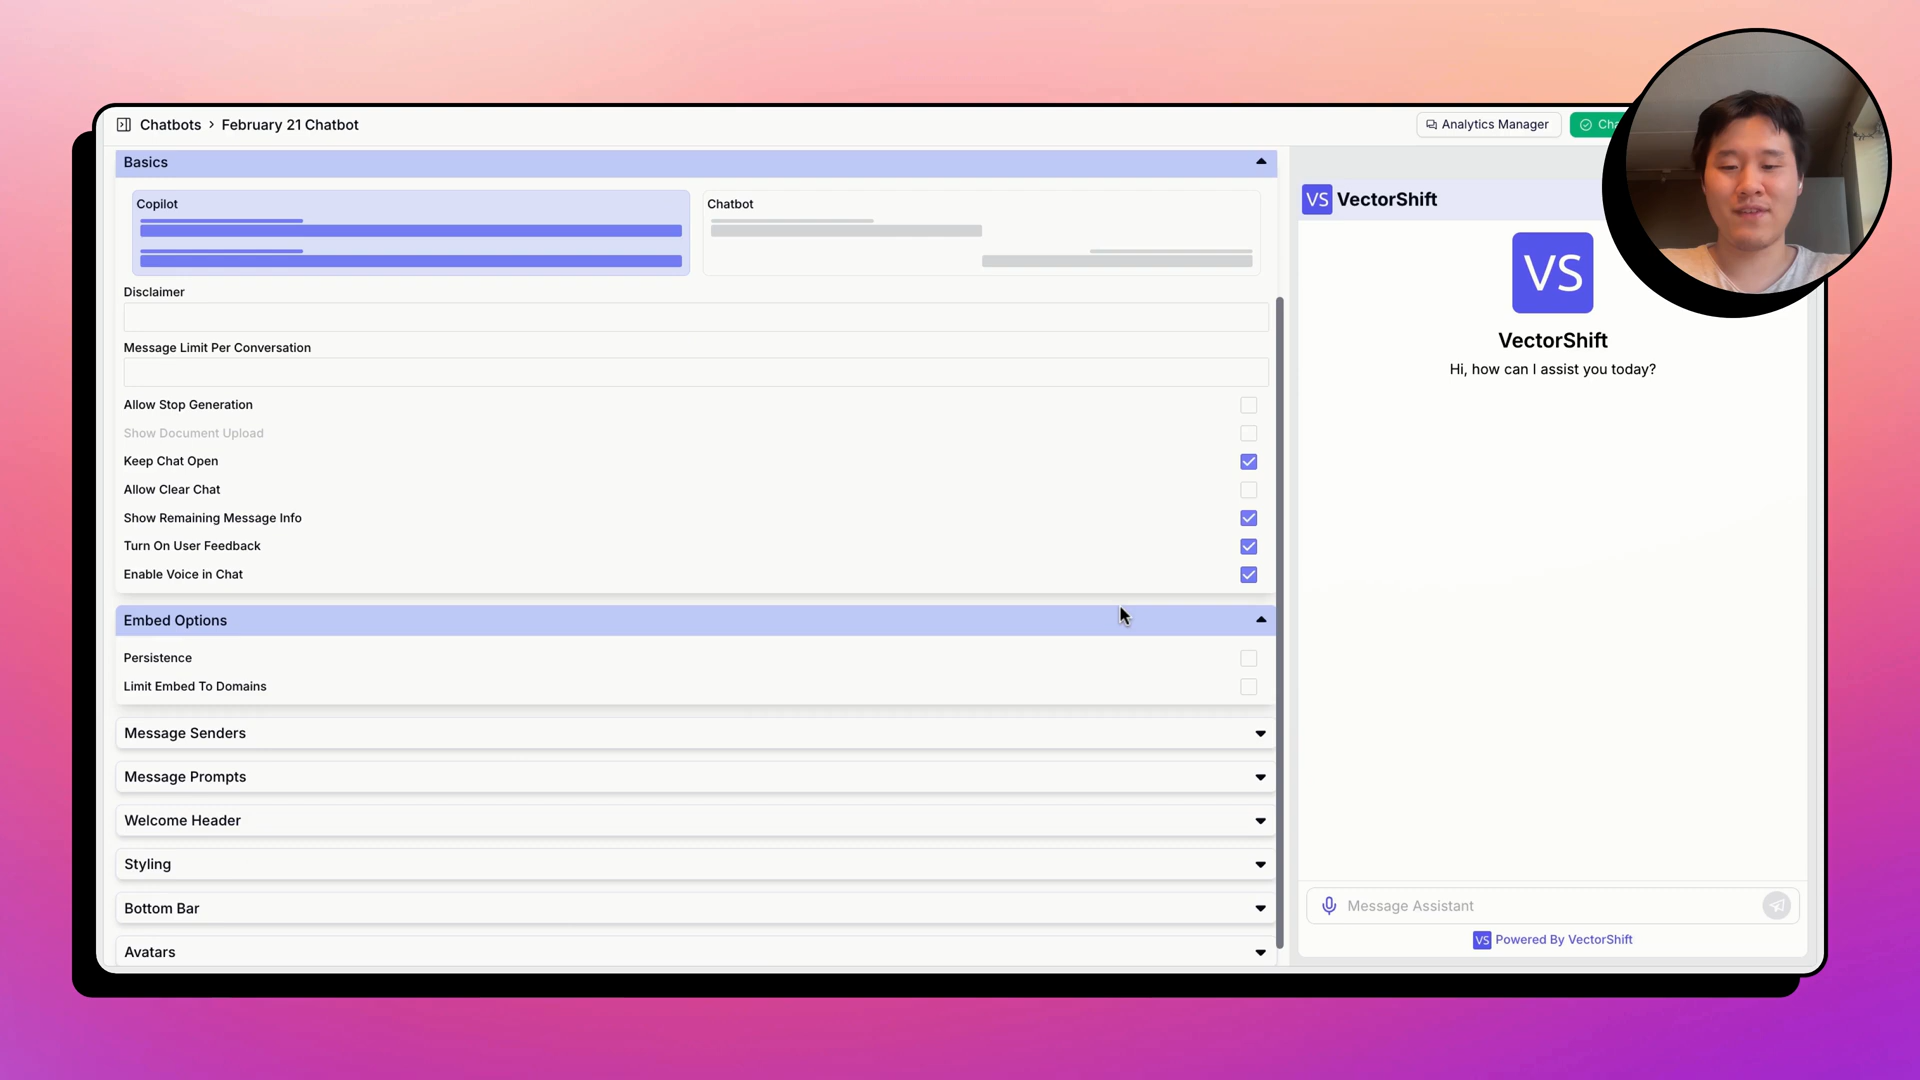 Chatbots > February 21 Chatbot
Analytics Manager
Basics
Copilot
Chatbot
Disclaimer
Message Limit Per Conversation
Allow Stop Generation
Show Document Upload
Keep Chat Open
Allow Clear Chat
Show Remaining Message Info
Turn On User Feedback
Enable Voice in Chat
Embed Options
Persistence
Limit Embed To Domains
Message Senders
Message Prompts
Welcome Header
Styling
Bottom Bar
Avatars
VS VectorShift
VS
VectorShift
Hi, how can I assist you today?
Message Assistant
VS Powered By VectorShift